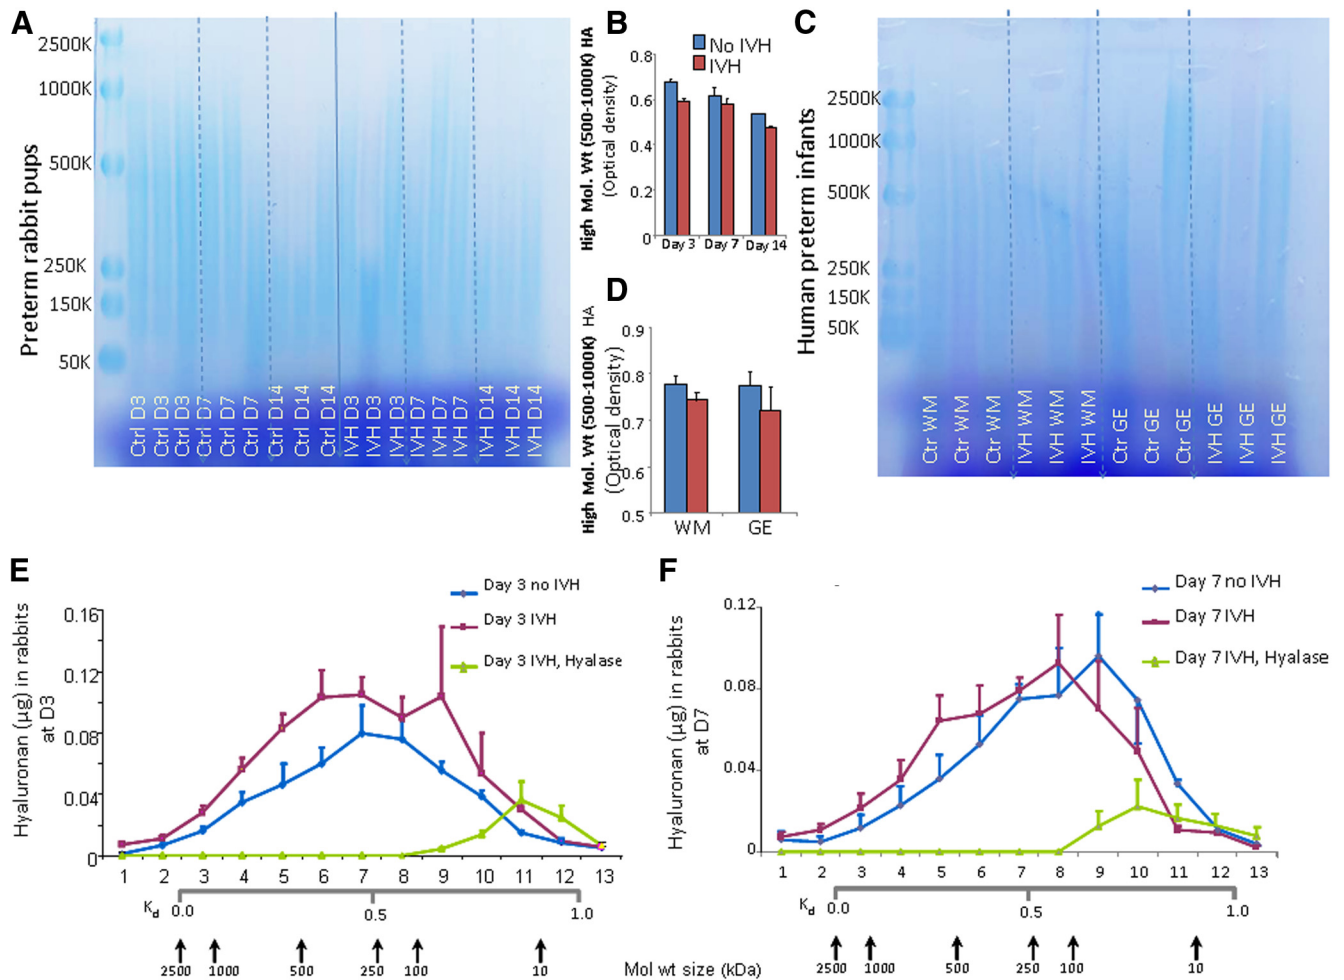 A
2500K
1000K
500K
250K
150K
50K
Preterm rabbit pups
Ctrl D3
Ctrl D3
Ctrl D3
Ctrl D7
Ctrl D7
Ctrl D7
Ctrl D14
Ctrl D14
Ctrl D14
IVH D3
IVH D3
IVH D3
IVH D7
IVH D7
IVH D7
IVH D14
IVH D14
IVH D14
B
High Mol. Wt (500-1000K) HA
(Optical density)
No IVH
IVH
0.8
0.6
0.4
0.2
0
Day 3 Day 7 Day 14
C
Human preterm infants
2500K
1000K
500K
250K
150K
50K
Ctr WM
Ctr WM
Ctr WM
IVH WM
IVH WM
IVH WM
Ctr GE
Ctr GE
Ctr GE
IVH GE
IVH GE
IVH GE
D
High Mol. Wt (500-1000K) HA
(Optical density)
0.9
0.8
0.7
0.6
0.5
WM GE
E
Hyaluronan (µg) in rabbits
at D3
Day 3 no IVH
Day 3 IVH
Day 3 IVH, Hyalase
0.16
0.12
0.08
0.04
0
1 2 3 4 5 6 7 8 9 10 11 12 13
Kd 0.0 0.5 1.0
2500 1000 500 250 100 10
Mol wt size (kDa)
F
Hyaluronan (µg) in rabbits
at D7
Day 7 no IVH
Day 7 IVH
Day 7 IVH, Hyalase
0.12
0.08
0.04
0
1 2 3 4 5 6 7 8 9 10 11 12 13
Kd 0.0 0.5 1.0
2500 1000 500 250 100 10